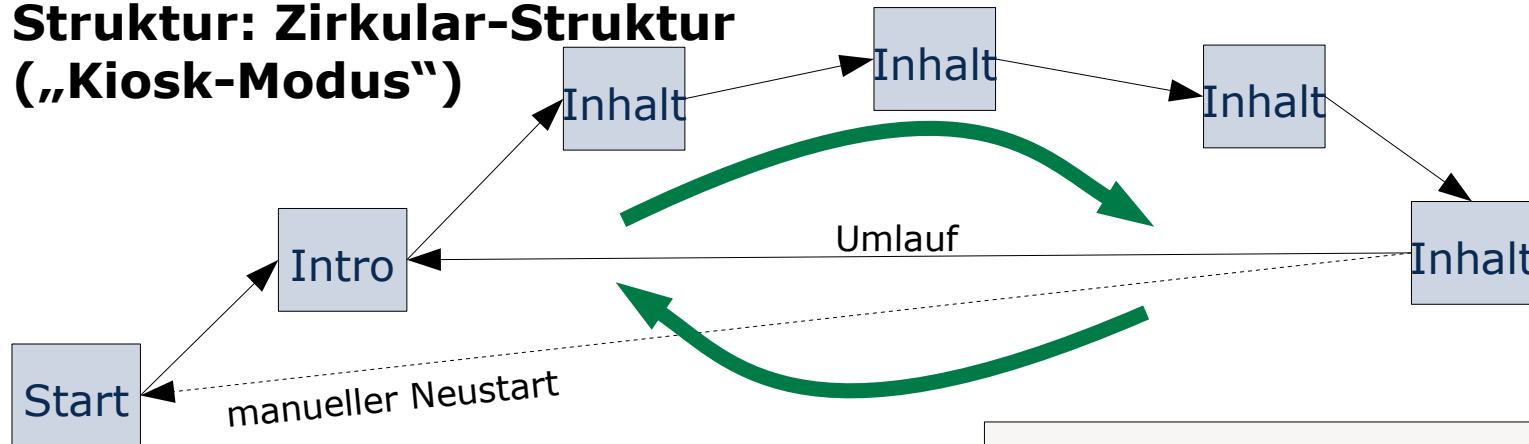 Struktur: Zirkular-Struktur
(„Kiosk-Modus“)
Inhalt
Inhalt
Inhalt
Inhalt
Umlauf
Intro
Start
manueller Neustart